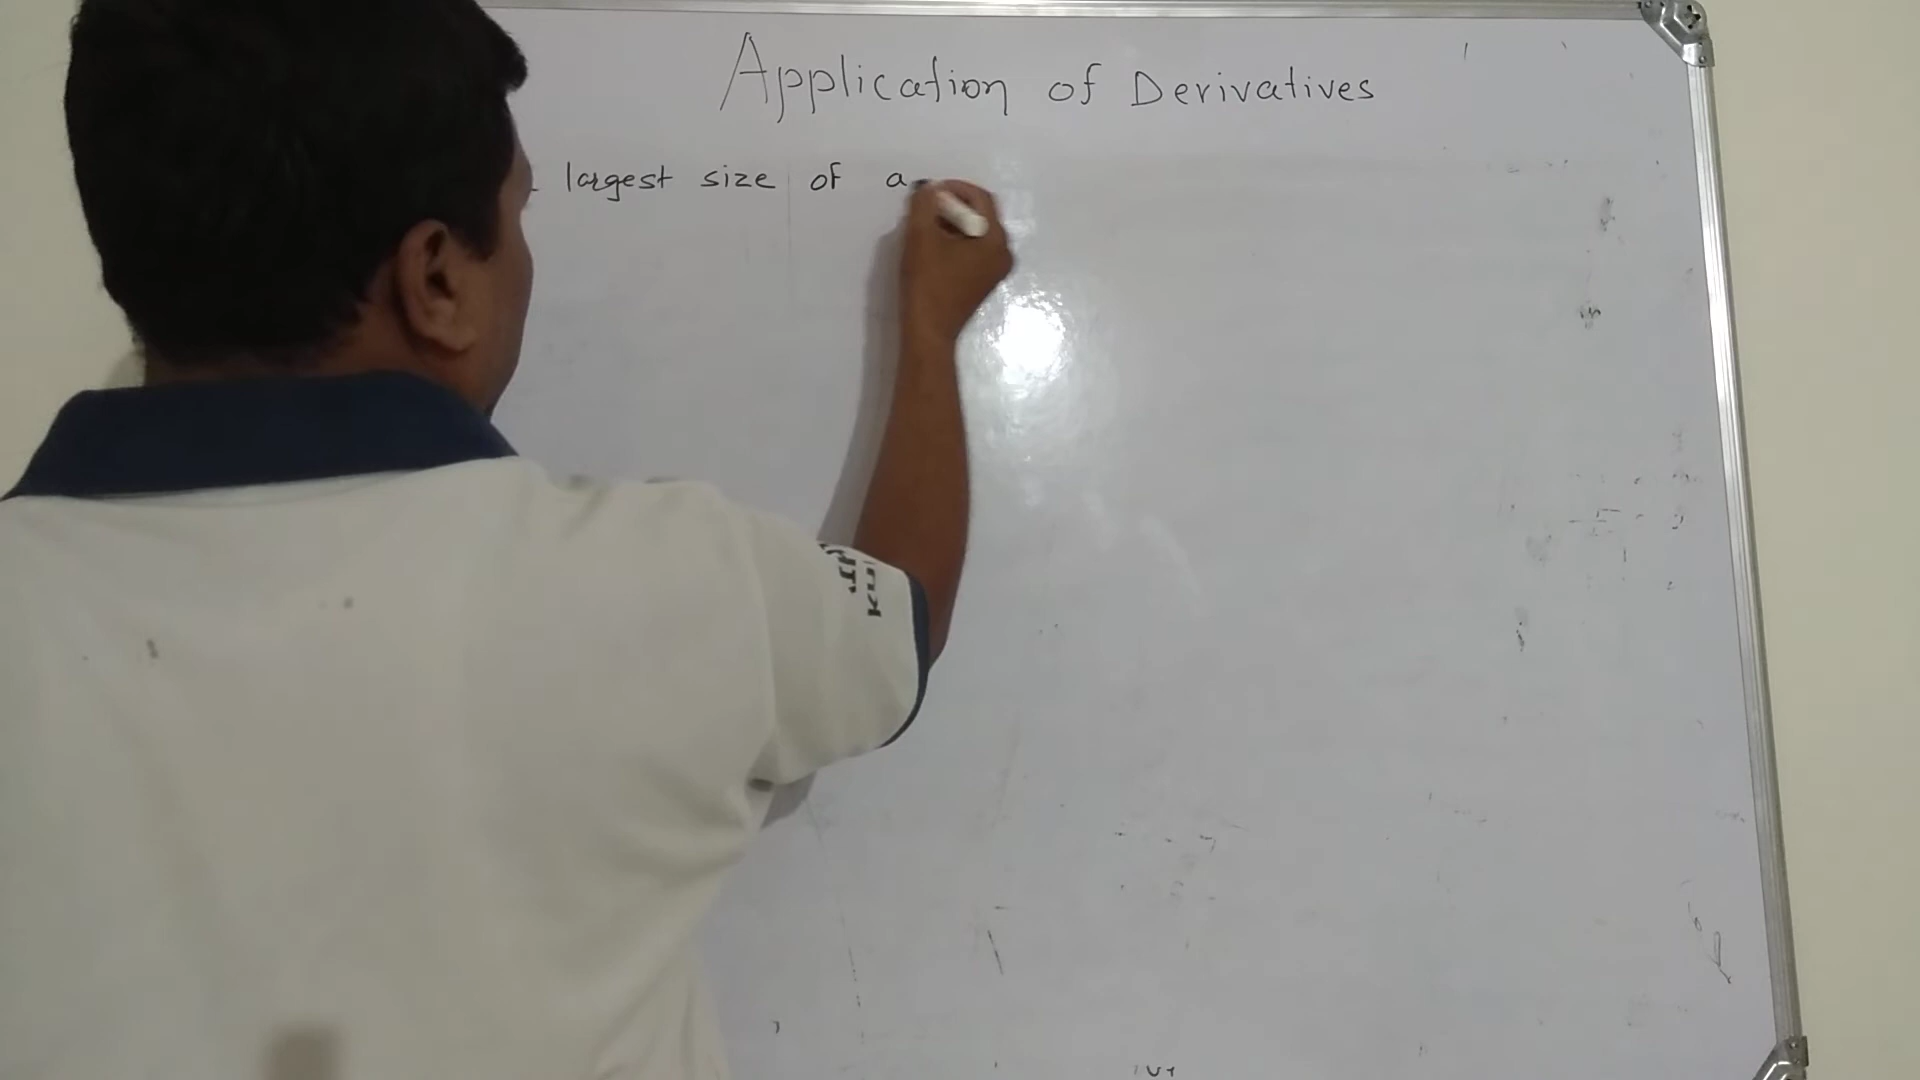 Application of Derivatives
largest size of a